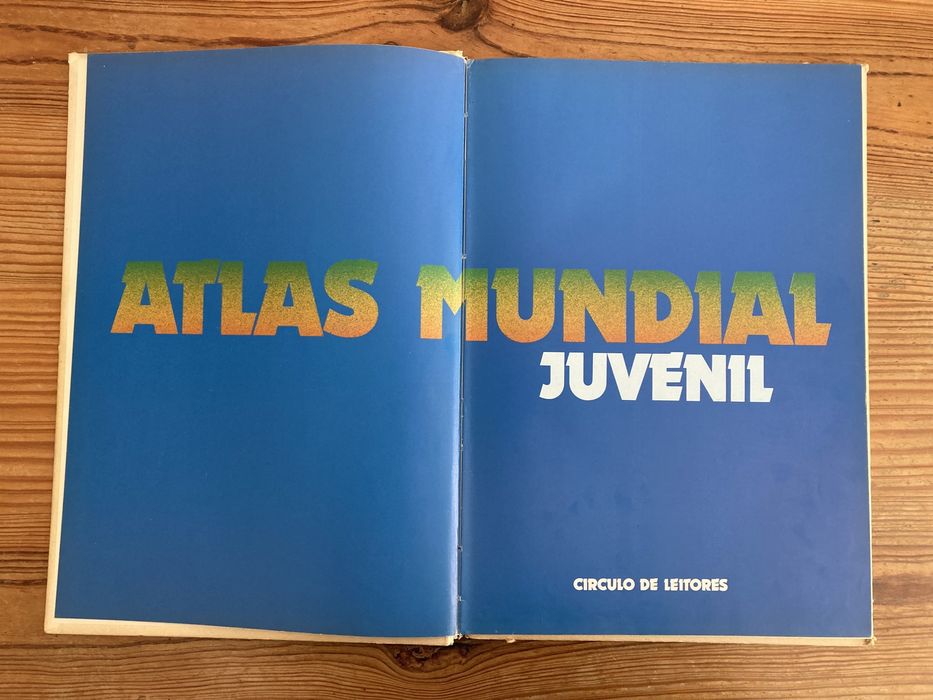 ATLAS MUNDIAL
JUVENIL
CIRCULO DE LEITORES